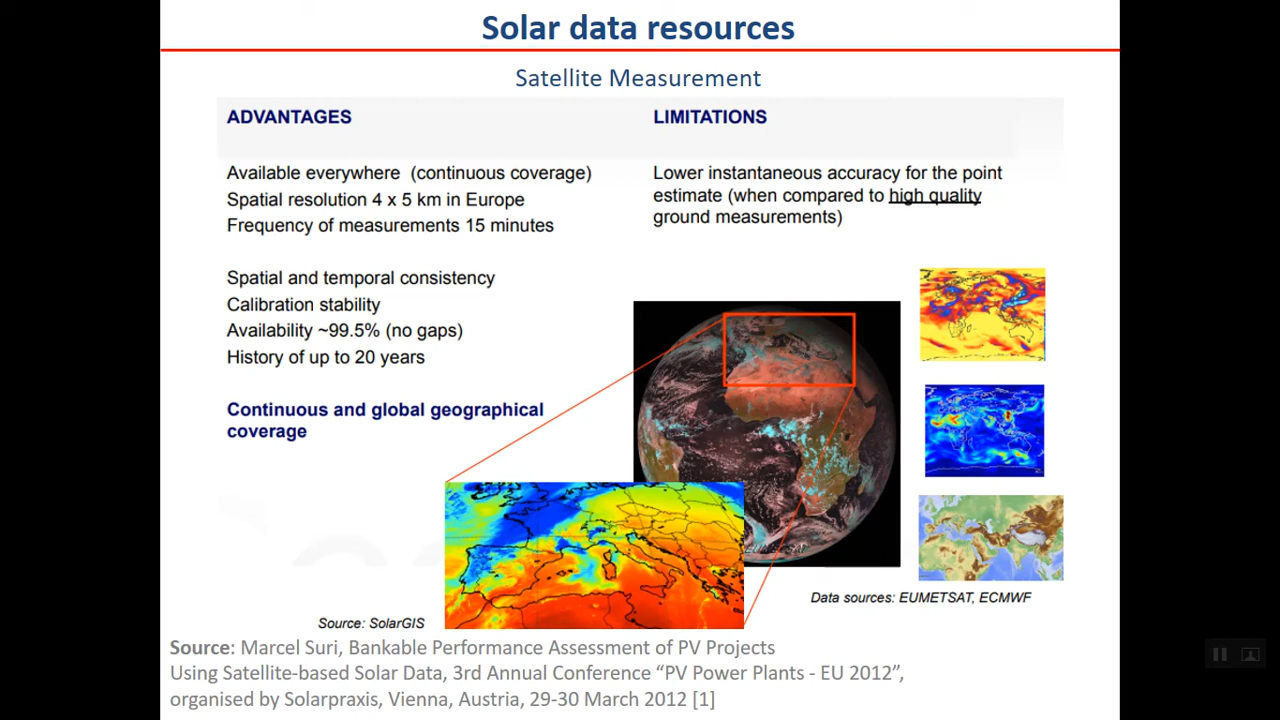 Solar data resources
Satellite Measurement
ADVANTAGES
LIMITATIONS
Available everywhere (continuous coverage)
Spatial resolution 4 x 5 km in Europe
Frequency of measurements 15 minutes
Lower instantaneous accuracy for the point
estimate (when compared to high quality
ground measurements)
Spatial and temporal consistency
Calibration stability
Availability ~99.5% (no gaps)
History of up to 20 years
Continuous and global geographical
coverage
Data sources: EUMETSAT, ECMWF
Source: SolarGIS
Source: Marcel Suri, Bankable Performance Assessment of PV Projects
Using Satellite-based Solar Data, 3rd Annual Conference “PV Power Plants - EU 2012”,
organised by Solarpraxis, Vienna, Austria, 29-30 March 2012 [1]